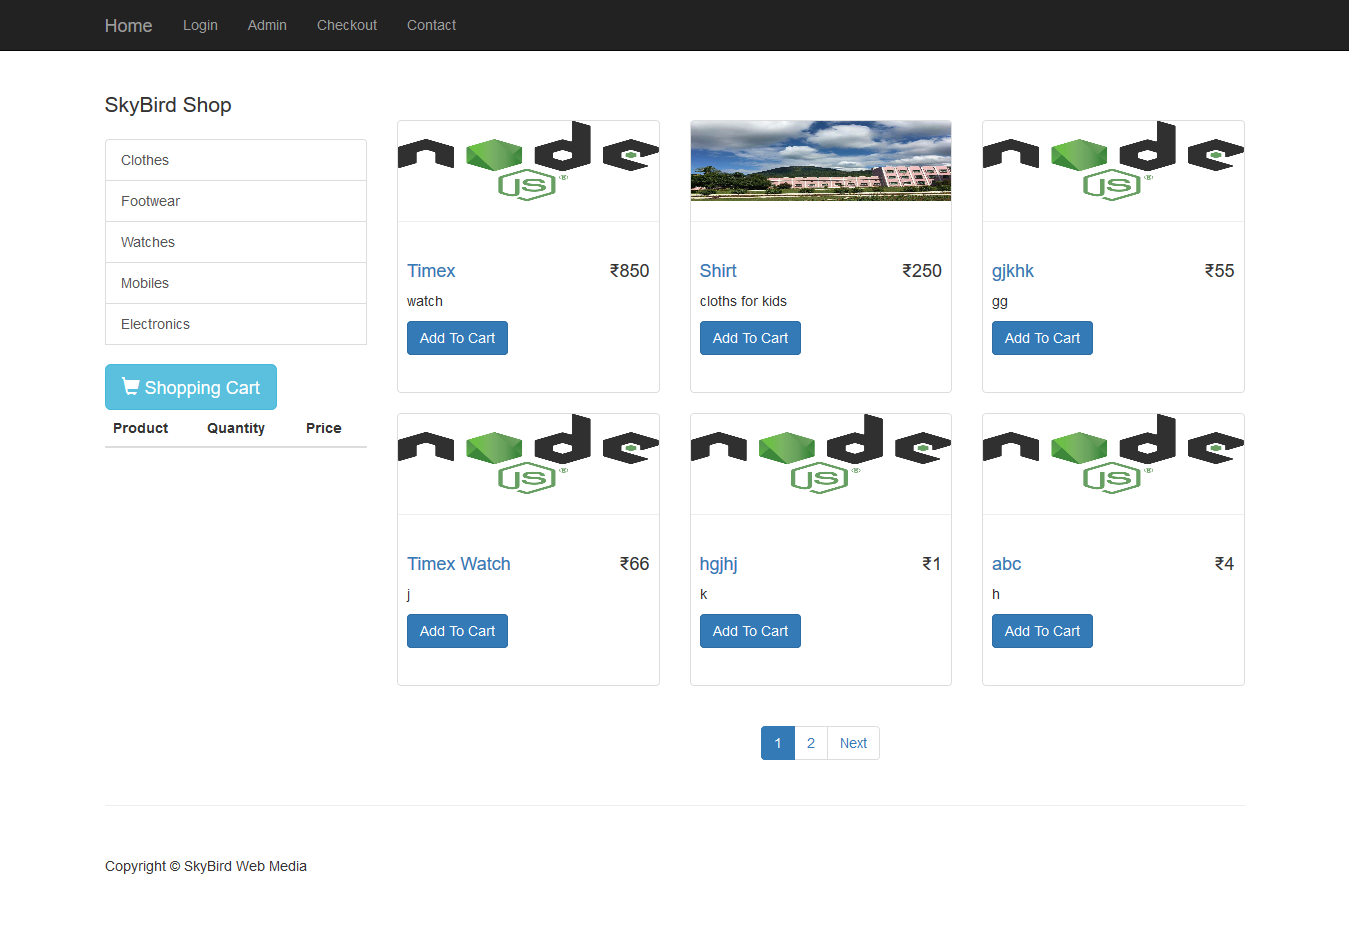 Home Login Admin Checkout Contact
SkyBird Shop
Clothes
Footwear
Watches
Mobiles
Electronics
Shopping Cart
Product Quantity Price
node
JS®
Timex ₹850
watch
Add To Cart
Shirt ₹250
cloths for kids
Add To Cart
node
JS®
gjkhk ₹55
gg
Add To Cart
node
JS®
Timex Watch ₹66
j
Add To Cart
node
JS®
hgjhj ₹1
k
Add To Cart
node
JS®
abc ₹4
h
Add To Cart
1 2 Next
Copyright © SkyBird Web Media